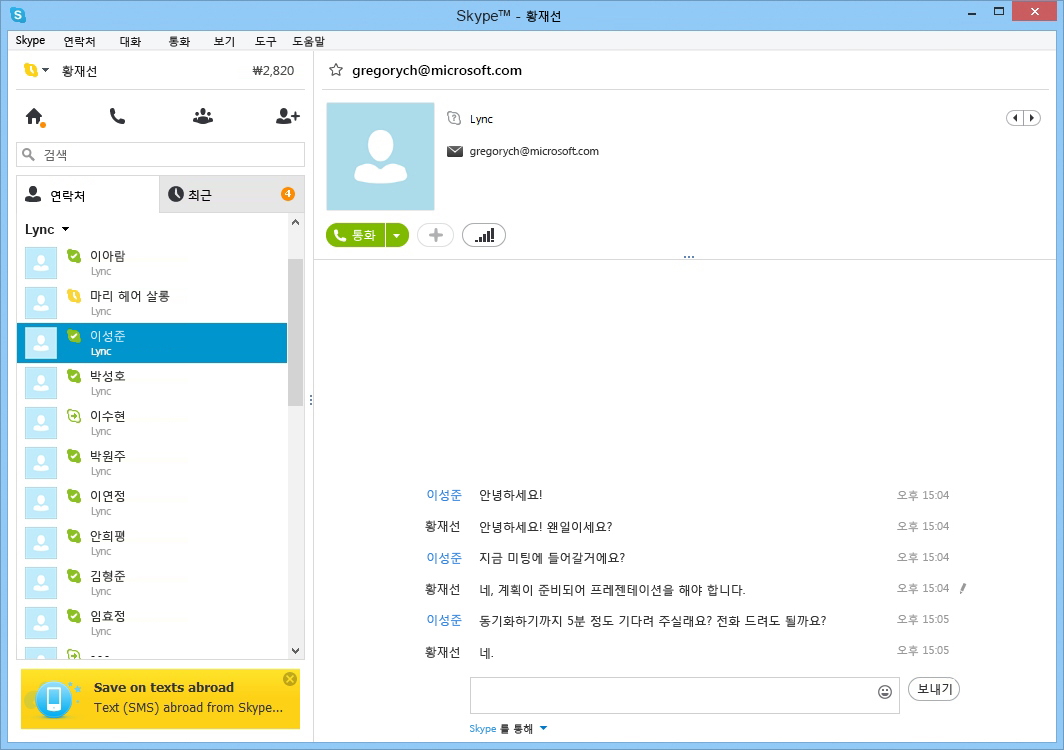 Skype™ - 황재선
Skype 연락처 대화 통화 보기 도구 도움말
황재선 ₩2,820
검색
연락처 최근 4
Lync
이아람
Lync
마리 헤어 살롱
Lync
이성준
Lync
박성호
Lync
이수현
Lync
박원주
Lync
이연정
Lync
안희평
Lync
김형준
Lync
임효정
Lync
Save on texts abroad
Text (SMS) abroad from Skype...
gregorych@microsoft.com
Lync
gregorych@microsoft.com
통화
이성준 안녕하세요! 오후 15:04
황재선 안녕하세요! 왠일이세요? 오후 15:04
이성준 지금 미팅에 들어갈거에요? 오후 15:04
황재선 네, 계획이 준비되어 프레젠테이션을 해야 합니다. 오후 15:04
이성준 동기화하기까지 5분 정도 기다려 주실래요? 전화 드려도 될까요? 오후 15:05
황재선 네. 오후 15:05
보내기
Skype 를 통해